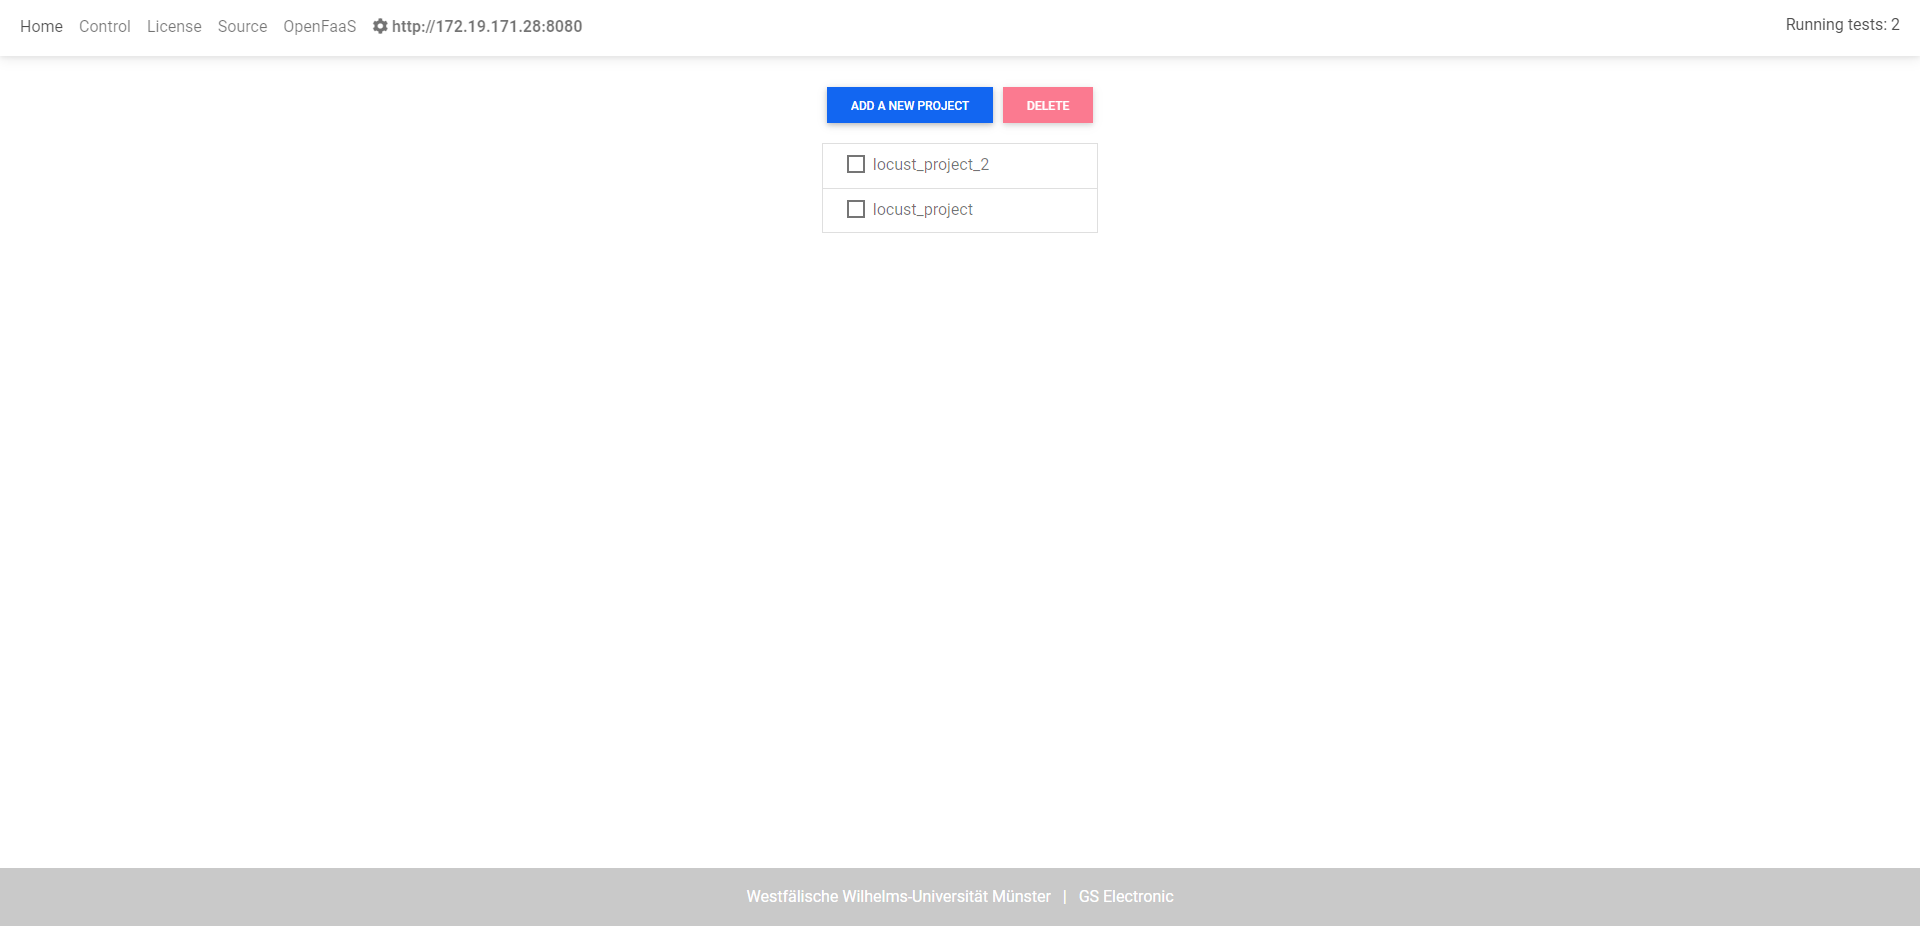 Home Control License Source OpenFaaS http://172.19.171.28:8080 Running tests: 2
ADD A NEW PROJECT DELETE
locust_project_2
locust_project
Westfälische Wilhelms-Universität Münster | GS Electronic